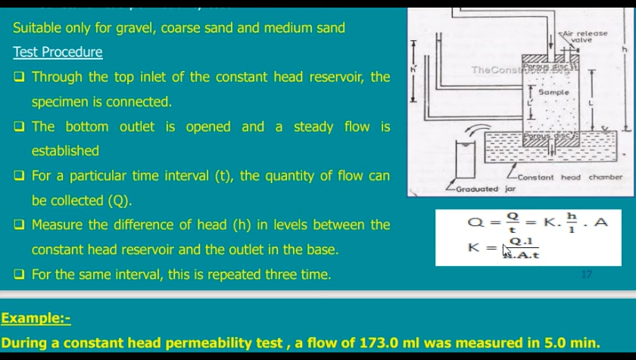 Suitable only for gravel, coarse sand and medium sand
Test Procedure
❑ Through the top inlet of the constant head reservoir, the
specimen is connected.
❑ The bottom outlet is opened and a steady flow is
established
❑ For a particular time interval (t), the quantity of flow can
be collected (Q).
❑ Measure the difference of head (h) in levels between the
constant head reservoir and the outlet in the base.
❑ For the same interval, this is repeated three time.
Air release
valve
Porous disc
TheConstructor.Org
Sample
h'
L'
L
h
Porous disc
Constant head chamber
Graduated jar
Q = Q/t = K. h/l . A
K = Q.l/h.A.t
17
Example:-
During a constant head permeability test , a flow of 173.0 ml was measured in 5.0 min.